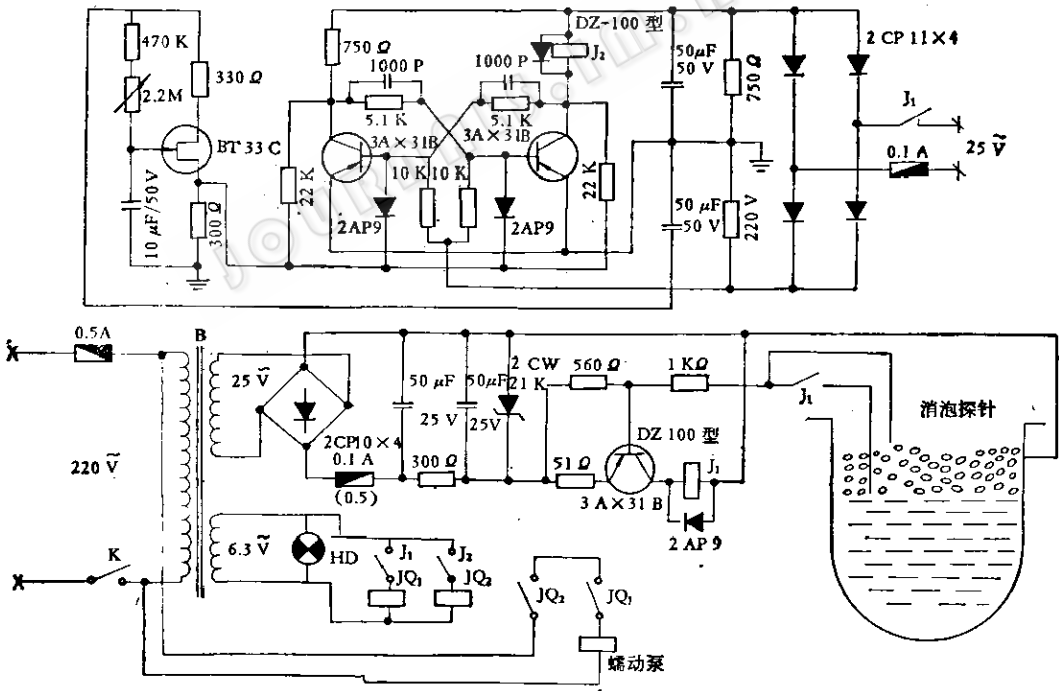 470 K
2.2M
330 Ω
BT 33 C
10 μF/50V
300Ω
750 Ω
1000 P
5.1 K
3A×31B
22 K
10 K
10 K
2AP9
DZ-100 型
J₂
1000 P
5.1 K
3A×31B
22 K
2AP9
50μF
50 V
750Ω
50 μF
50 V
220 V
2 CP 11×4
J₁
25 Ṽ
0.1 A
0.5A
B
25 Ṽ
220 Ṽ
K
2CP10×4
0.1 A
(0.5)
50 μF
25 V
50μF
25V
300 Ω
2 CW
21 K
560 Ω
1 KΩ
51 Ω
DZ 100 型
3 A×31 B
J₁
2 AP 9
J₁
消泡探针
6.3 Ṽ
HD
J₁
JQ₁
J₂
JQ₂
JQ₂
JQ₁
蠕动泵